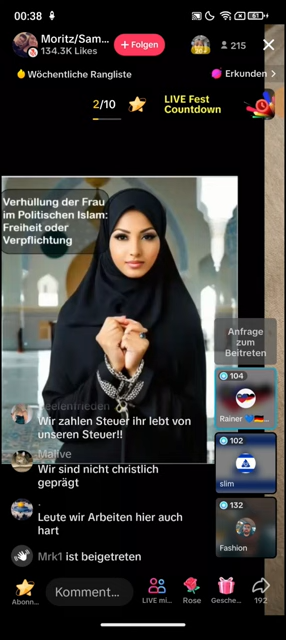 00:38
61
Moritz/Sam...
134.3K Likes
+ Folgen
215
Wöchentliche Rangliste
Erkunden >
2/10
LIVE Fest
Countdown
Verhüllung der Frau
im Politischen Islam:
Freiheit oder
Verpflichtung
Anfrage
zum
Beitreten
104
Rainer
102
slim
132
Fashion
seelenfrieden
Wir zahlen Steuer ihr lebt von
unseren Steuer!!
Malive
Wir sind nicht christlich
geprägt
.
Leute wir Arbeiten hier auch
hart
Mrk1 ist beigetreten
Abonn...
Komment...
LIVE mi...
Rose
Gesche...
192